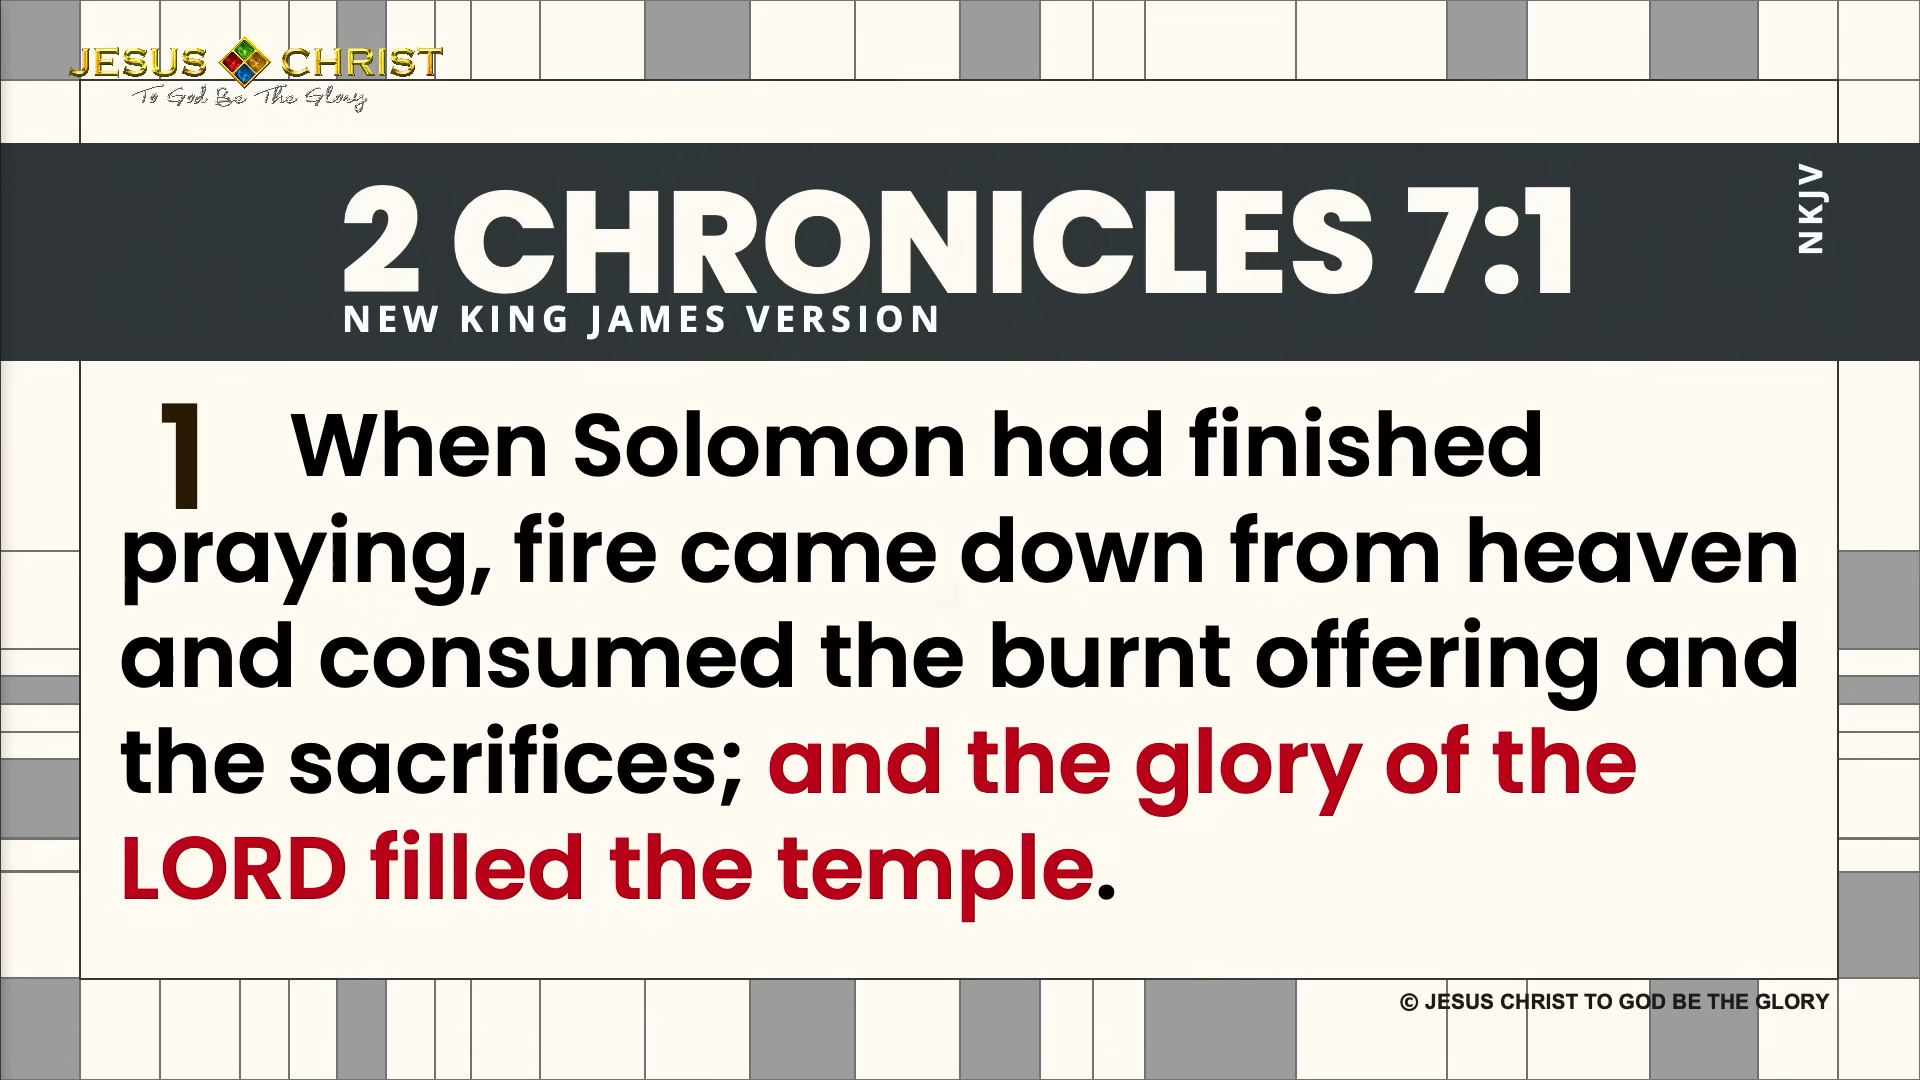 JESUS CHRIST
To God Be The Glory
2 CHRONICLES 7:1
NEW KING JAMES VERSION
NKJV
1 When Solomon had finished
praying, fire came down from heaven
and consumed the burnt offering and
the sacrifices; and the glory of the
LORD filled the temple.
© JESUS CHRIST TO GOD BE THE GLORY